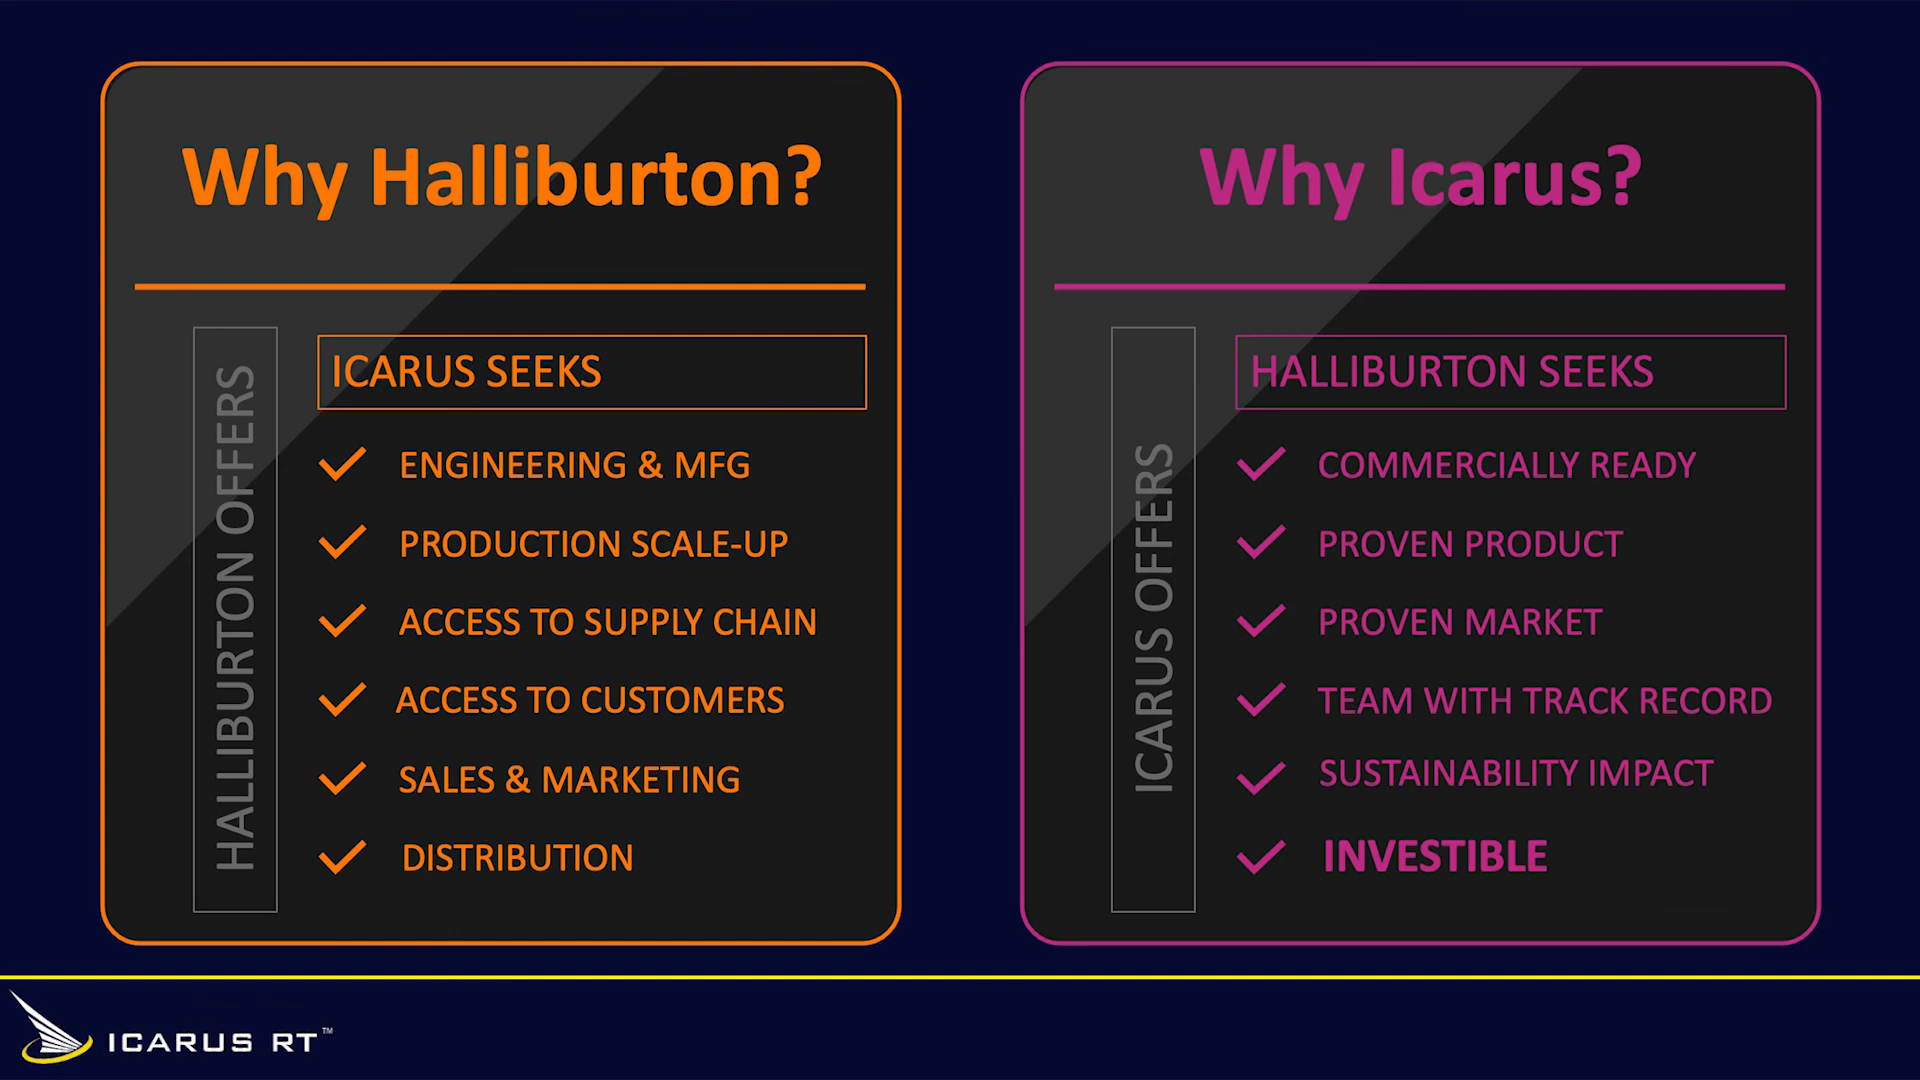 Why Halliburton?
HALLIBURTON OFFERS
ICARUS SEEKS
ENGINEERING & MFG
PRODUCTION SCALE-UP
ACCESS TO SUPPLY CHAIN
ACCESS TO CUSTOMERS
SALES & MARKETING
DISTRIBUTION
Why Icarus?
ICARUS OFFERS
HALLIBURTON SEEKS
COMMERCIALLY READY
PROVEN PRODUCT
PROVEN MARKET
TEAM WITH TRACK RECORD
SUSTAINABILITY IMPACT
INVESTIBLE
ICARUS RT™